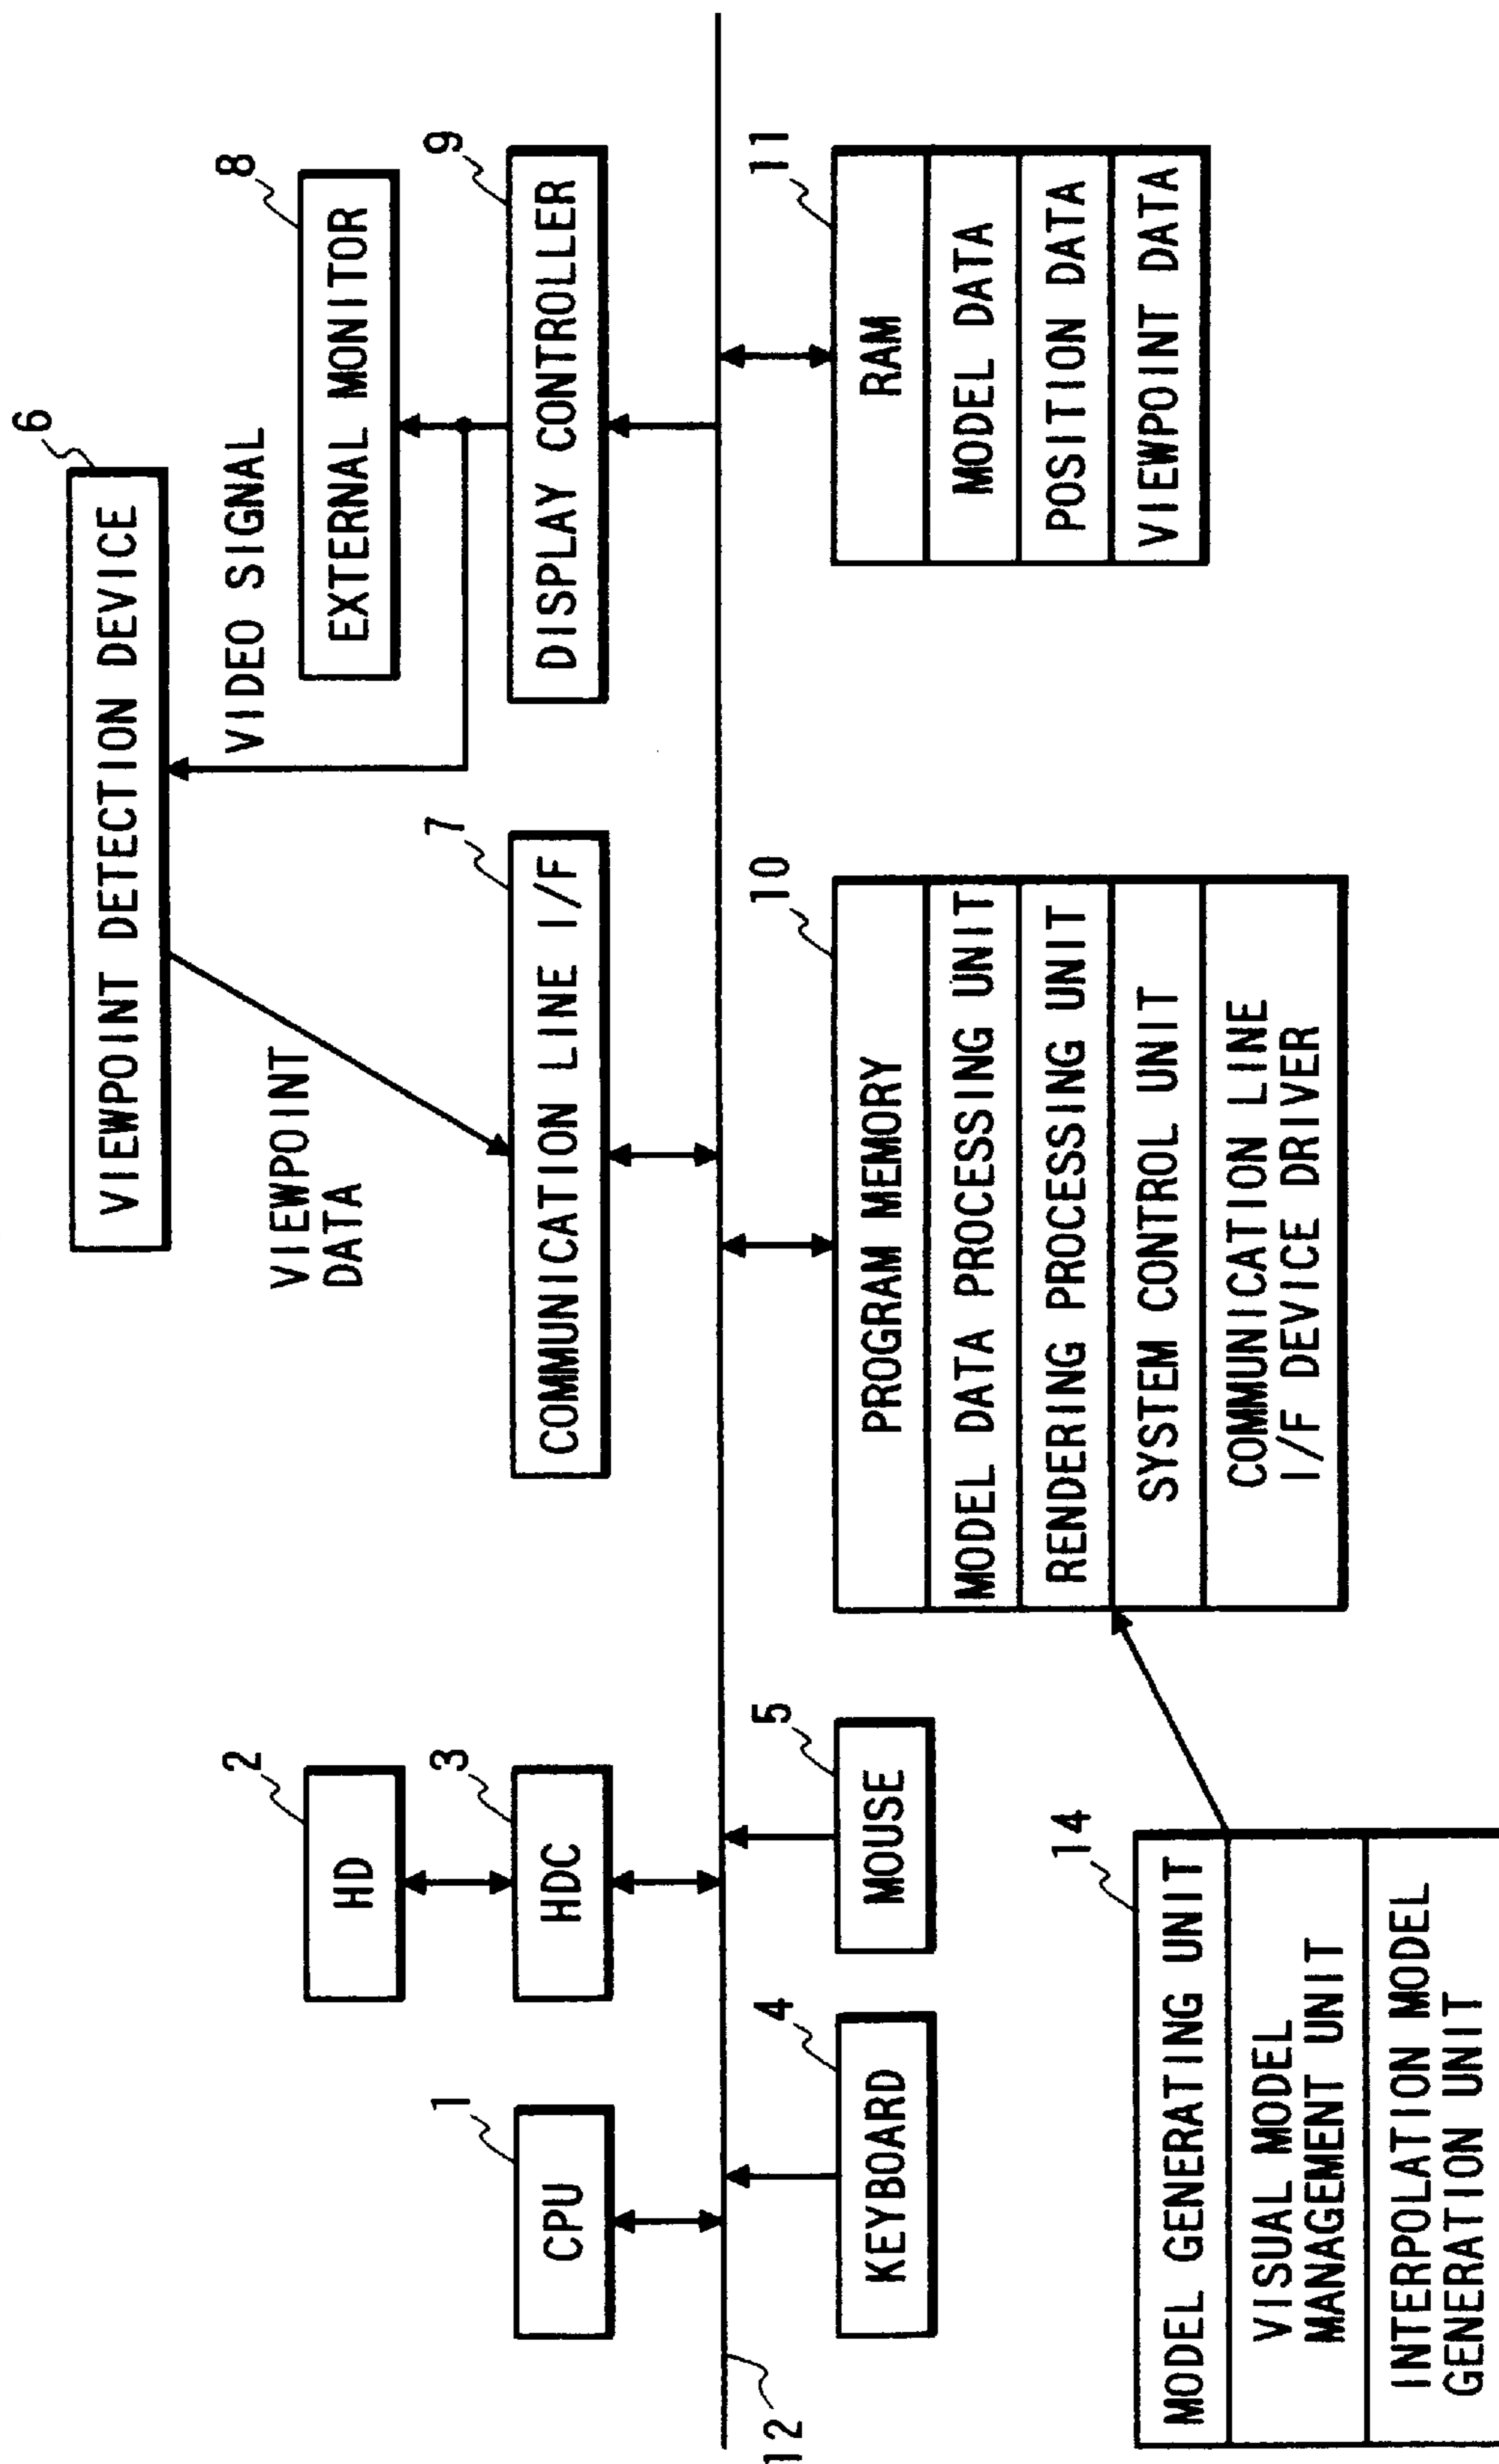 6
VIEWPOINT DETECTION DEVICE
VIDEO SIGNAL
VIEWPOINT
DATA
2
HD
8
EXTERNAL MONITOR
1
CPU
3
HDC
7
COMMUNICATION LINE I/F
9
DISPLAY CONTROLLER
12
4
KEYBOARD
5
MOUSE
10
PROGRAM MEMORY
MODEL DATA PROCESSING UNIT
RENDERING PROCESSING UNIT
SYSTEM CONTROL UNIT
COMMUNICATION LINE
I/F DEVICE DRIVER
11
RAM
MODEL DATA
POSITION DATA
VIEWPOINT DATA
14
MODEL GENERATING UNIT
VISUAL MODEL
MANAGEMENT UNIT
INTERPOLATION MODEL
GENERATION UNIT